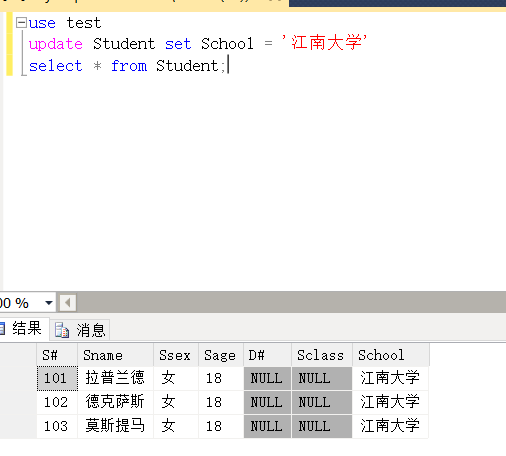 use test
update Student set School = '江南大学'
select * from Student;
00 %
结果 消息
S# Sname Ssex Sage D# Sclass School
101 拉普兰德 女 18 NULL NULL 江南大学
102 德克萨斯 女 18 NULL NULL 江南大学
103 莫斯提马 女 18 NULL NULL 江南大学